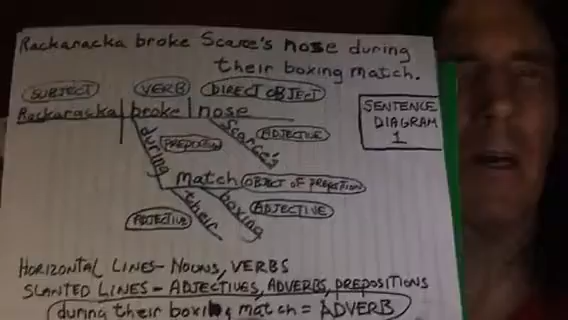 Rackaracka broke Scarce's nose during
their boxing match.
SUBJECT VERB DIRECT OBJECT
Rackaracka broke nose
SENTENCE
DIAGRAM
1
during PREPOSITION Scarce's ADJECTIVE
match OBJECT OF PREPOSITION
their ADJECTIVE boxing ADJECTIVE
HORIZONTAL LINES - NOUNS, VERBS
SLANTED LINES - ADJECTIVES, ADVERBS, PREPOSITIONS
during their boxing match = ADVERB